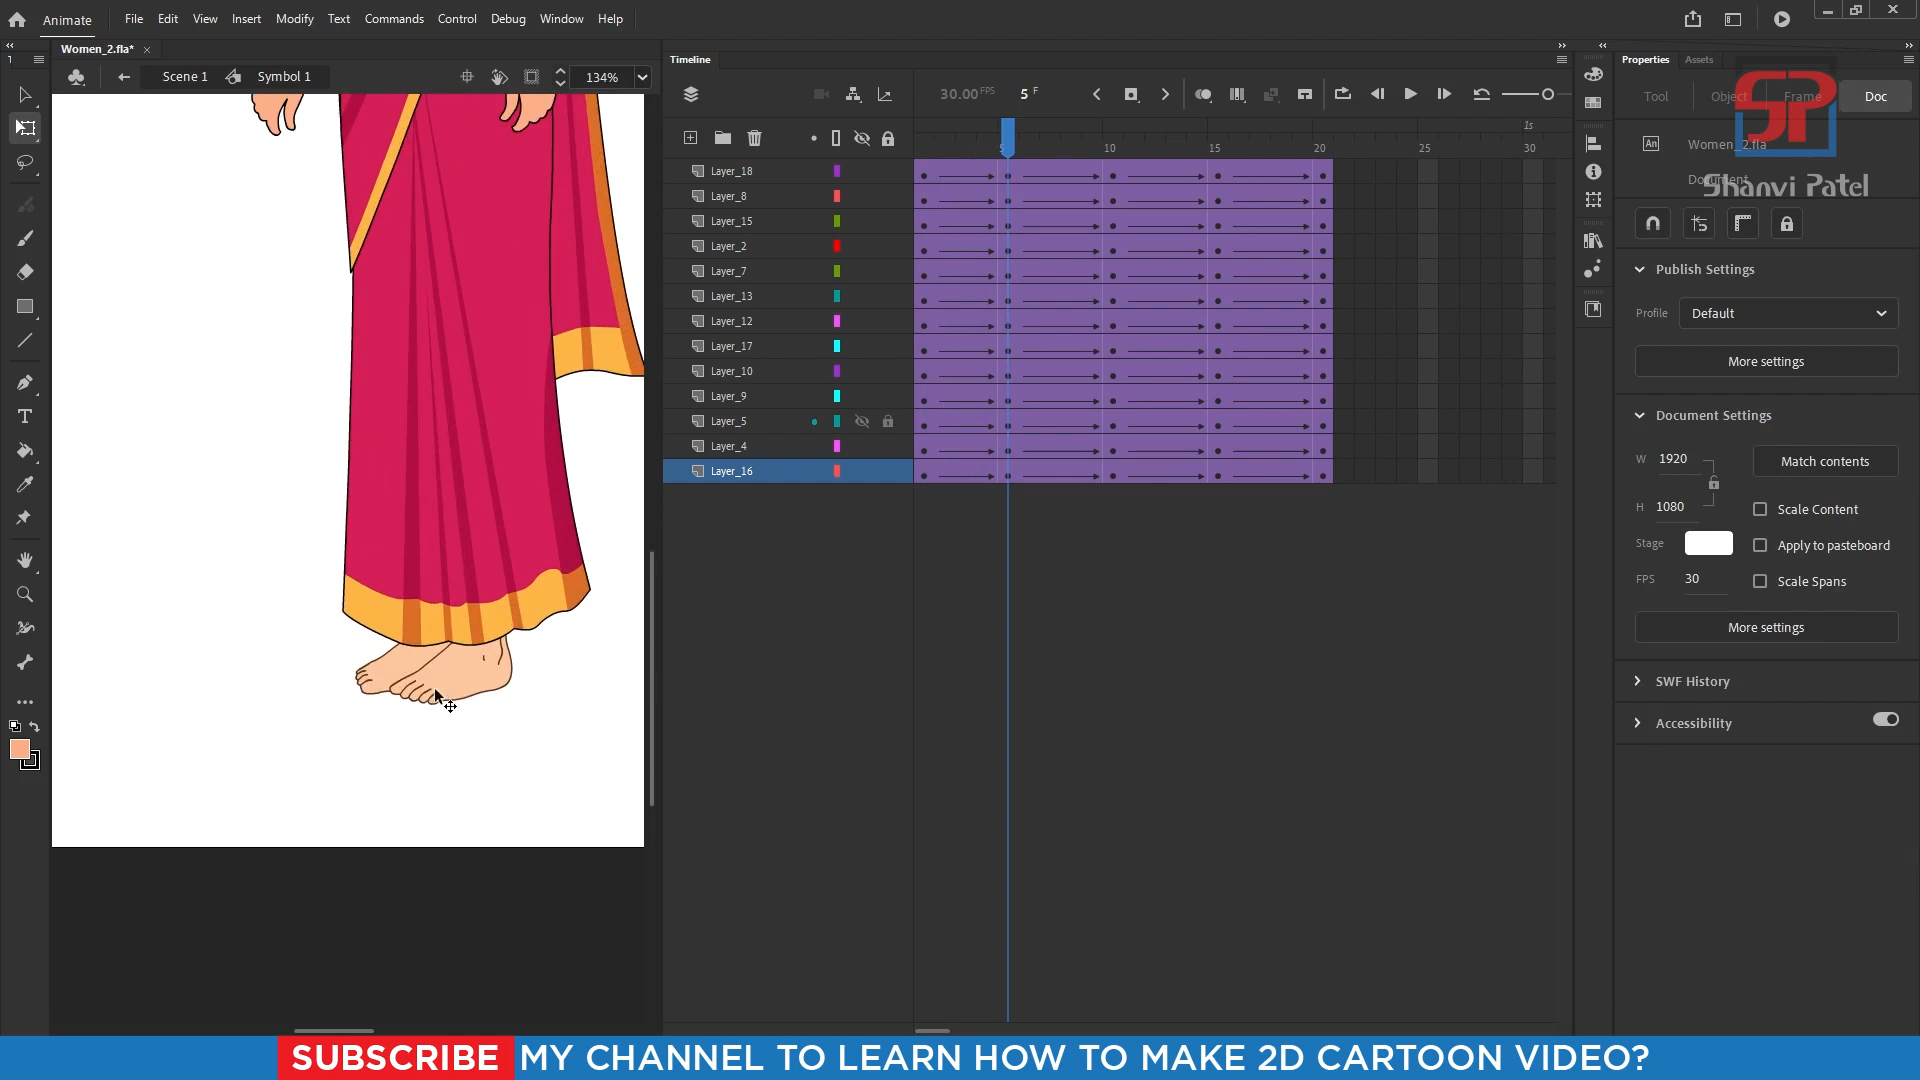 Animate File Edit View Insert Modify Text Commands Control Debug Window Help
Women_2.fla* ×
Scene 1 Symbol 1 134%
Timeline
30.00 FPS 5 F
1s
5 10 15 20 25 30
Layer_18
Layer_8
Layer_15
Layer_2
Layer_7
Layer_13
Layer_12
Layer_17
Layer_10
Layer_9
Layer_5
Layer_4
Layer_16
Properties Assets
Tool Object Frame Doc
An Women_2.fla
Document
SP
Shanvi Patel
Publish Settings
Profile Default
More settings
Document Settings
W 1920 Match contents
H 1080 Scale Content
Stage Apply to pasteboard
FPS 30 Scale Spans
More settings
SWF History
Accessibility
SUBSCRIBE MY CHANNEL TO LEARN HOW TO MAKE 2D CARTOON VIDEO?